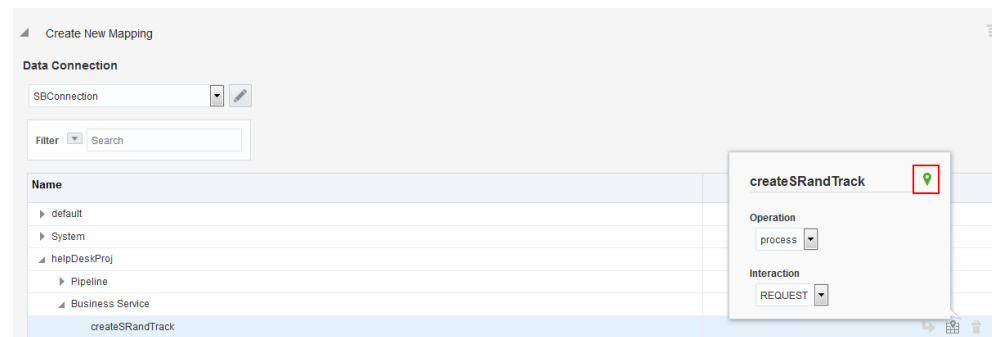 Create New Mapping
Data Connection
SBConnection
Filter Search
Name
default
System
helpDeskProj
Pipeline
Business Service
createSRandTrack
createSRandTrack
Operation
process
Interaction
REQUEST